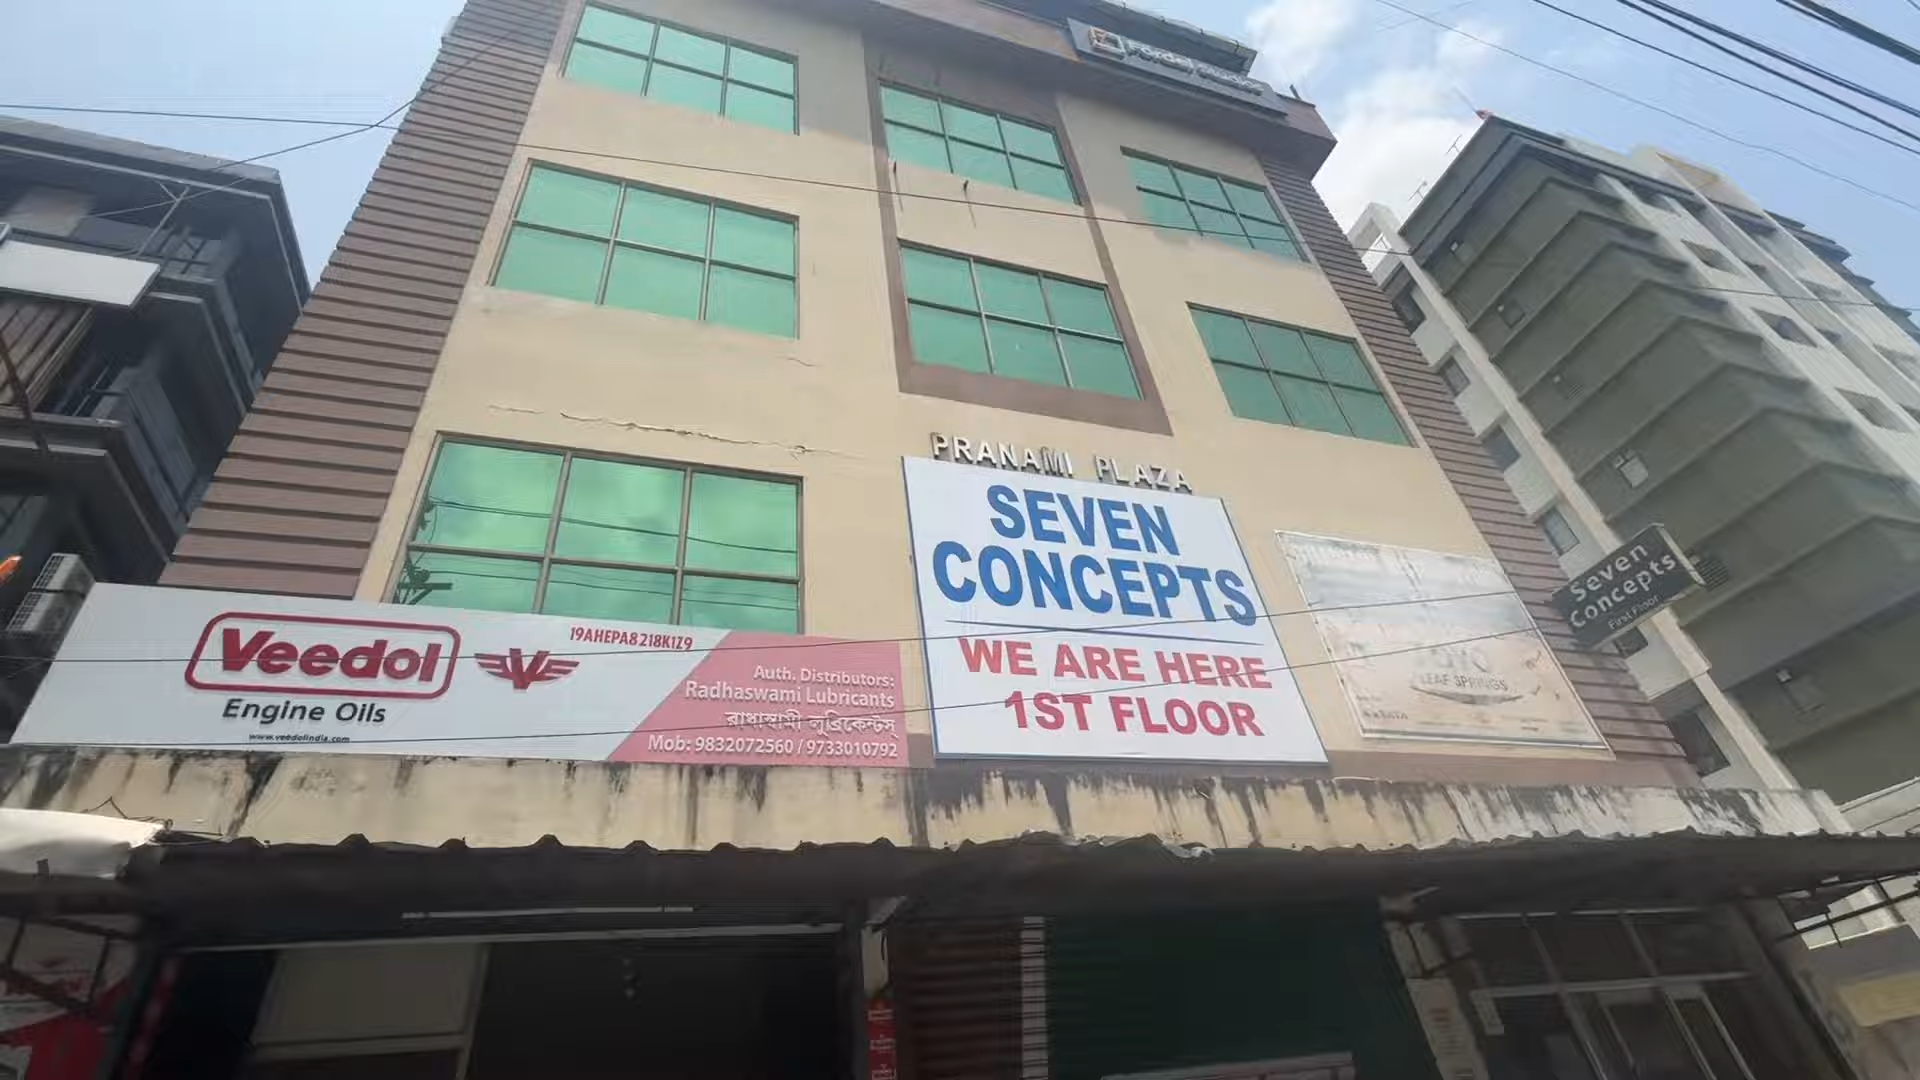 PRANAMI PLAZA
SEVEN
CONCEPTS
WE ARE HERE
1ST FLOOR
Veedol
Engine Oils
www.veedolindia.com
19AHEPA8218K1Z9
Auth. Distributors:
Radhaswami Lubricants
রাধাস্বামী লুব্রিকেন্টস্
Mob: 9832072560 / 9733010792
LEAF SPRINGS
Seven
Concepts
First Floor